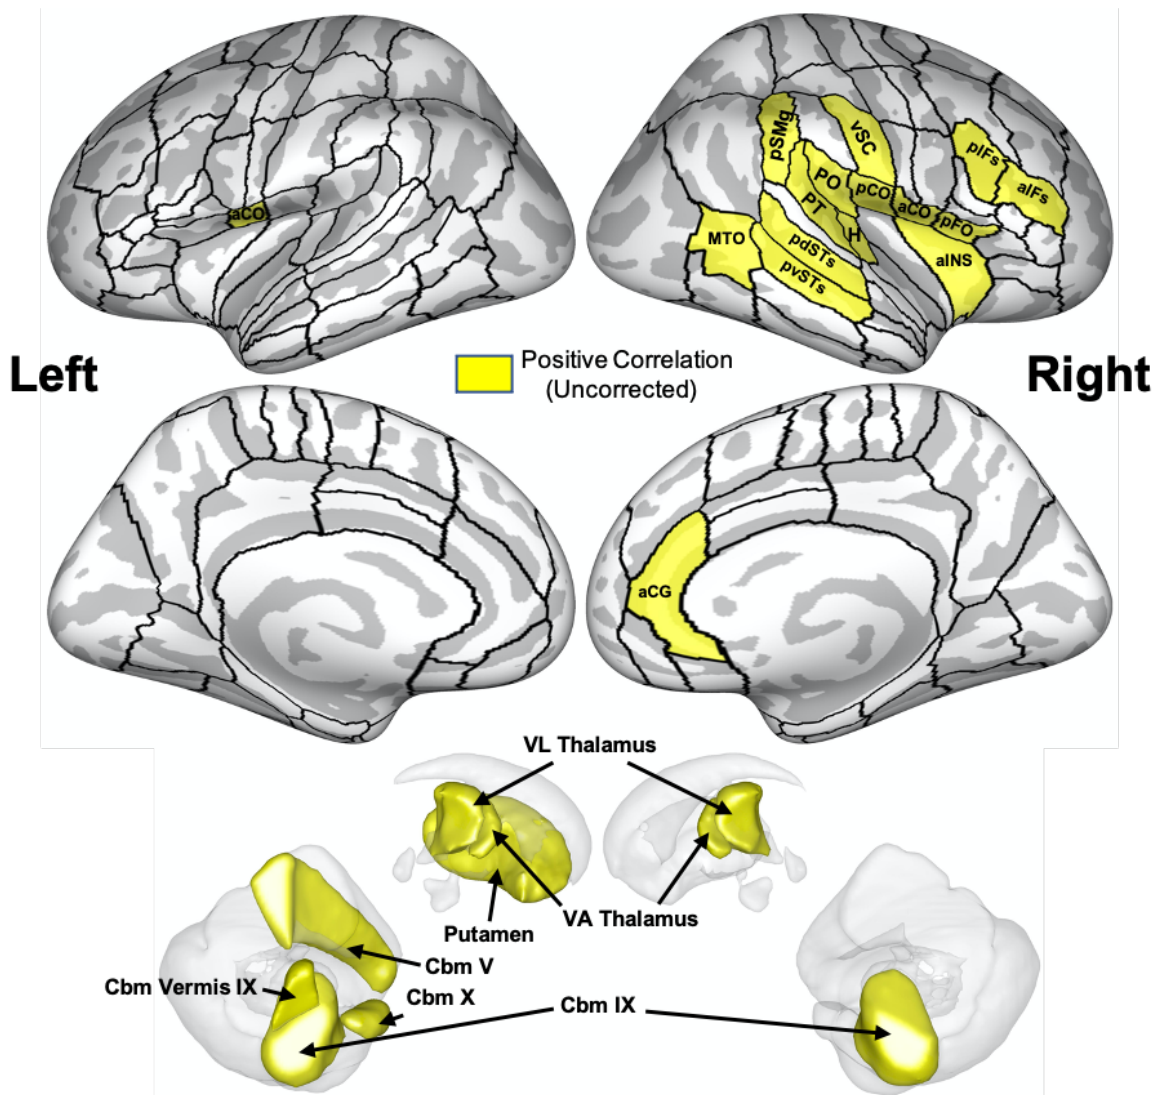 pSMg
vSC
pIFs
aIFs
PO
pCO
aCO
aCO
pFO
PT
H
MTO
pdSTs
pvSTs
aINS
Left
Positive Correlation
(Uncorrected)
Right
aCG
VL Thalamus
VA Thalamus
Putamen
Cbm V
Cbm Vermis IX
Cbm X
Cbm IX